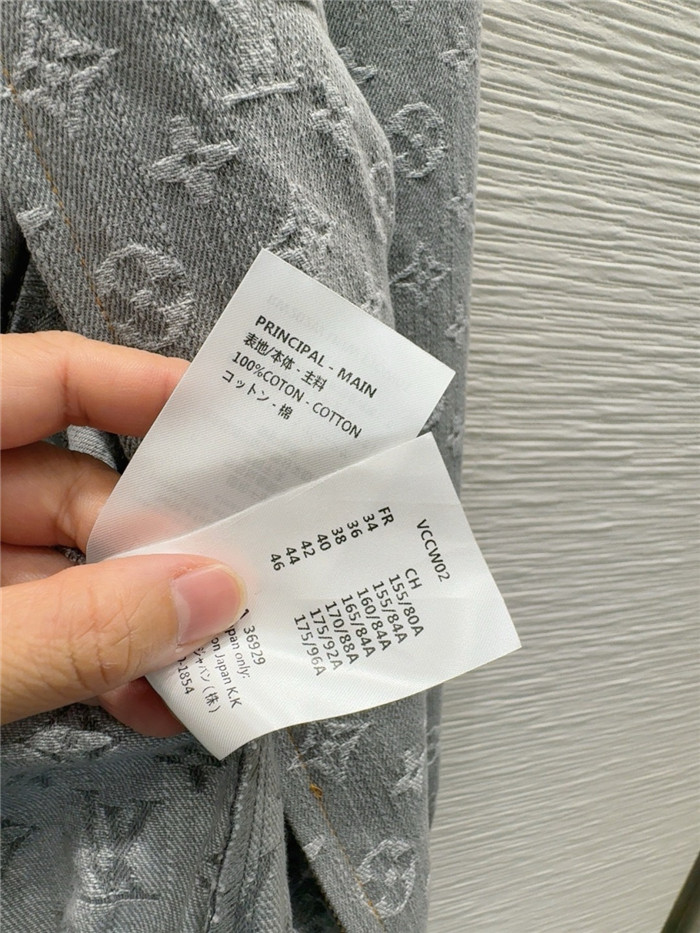 PRINCIPAL - MAIN
表地/本体 - 主料
100%COTON - COTTON
コットン - 棉
VCCW02
FR CH
34 155/80A
36 155/84A
38 160/84A
40 165/84A
42 170/88A
44 175/92A
46 175/96A
36929
only:
Japan K.K
ジャパン (株)
1854